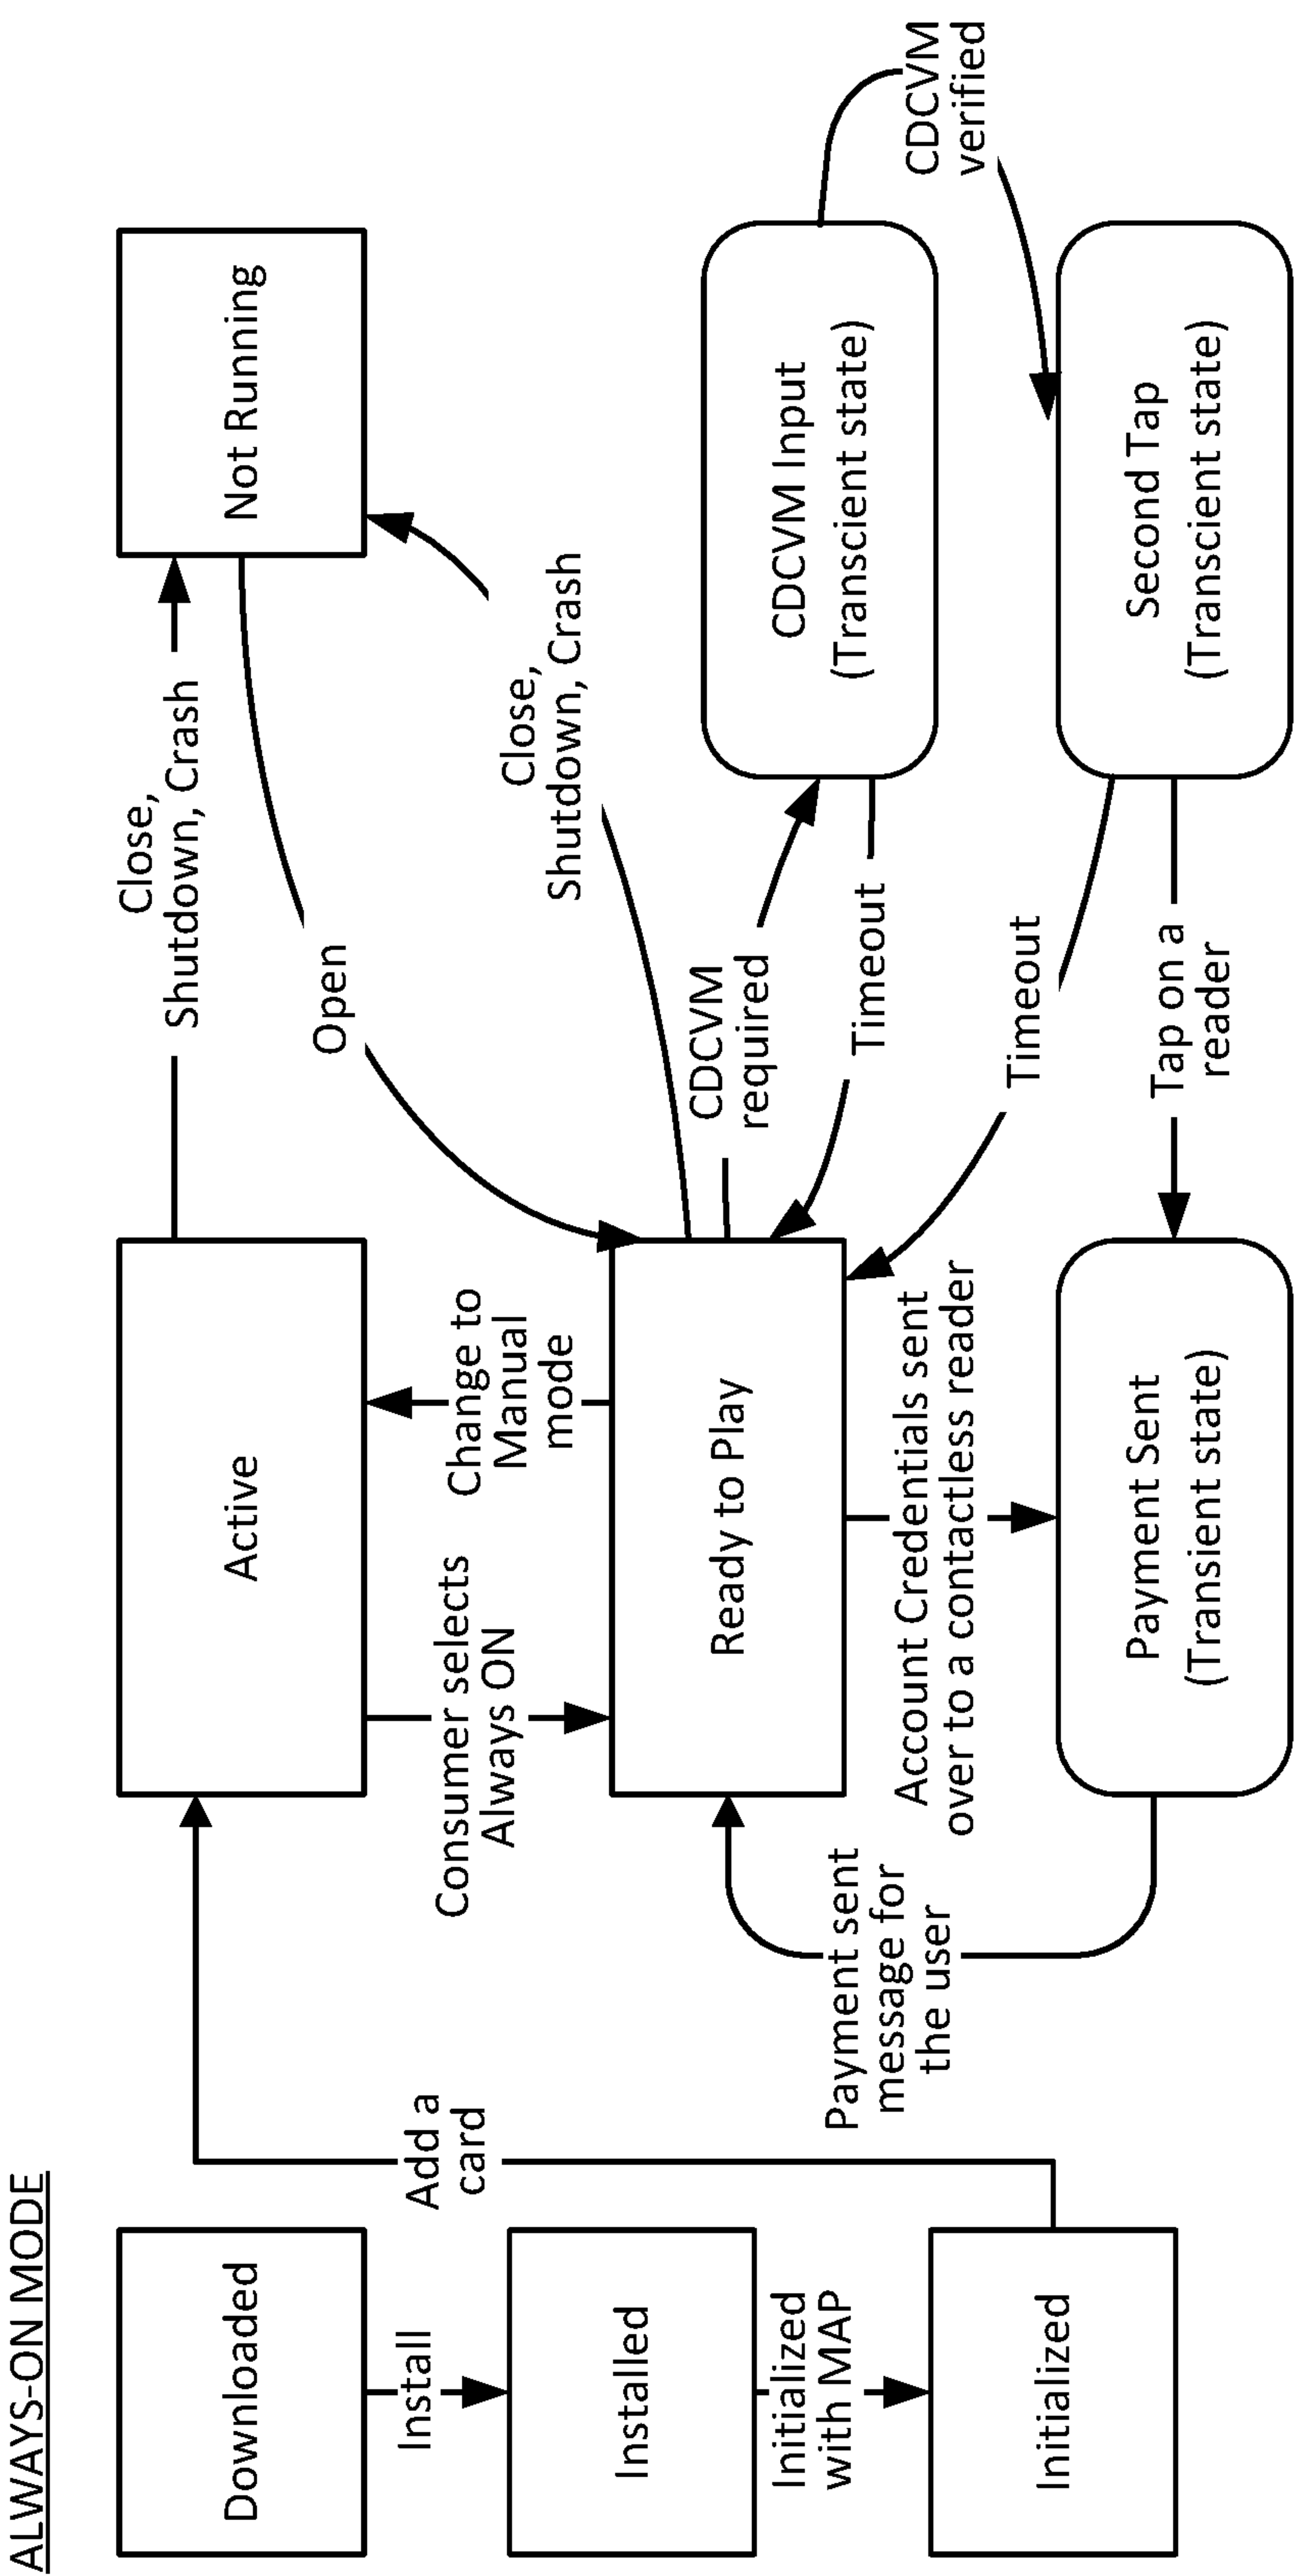 ALWAYS-ON MODE
Downloaded
Install
Installed
Initialized
with MAP
Initialized
Add a
card
Active
Consumer selects
Always ON
Change to
Manual
mode
Ready to Play
Payment sent
message for
the user
Account Credentials sent
over to a contactless reader
Payment Sent
(Transient state)
Close,
Shutdown, Crash
Not Running
Open
Close,
Shutdown, Crash
CDCVM
required
Timeout
CDCVM Input
(Transcient state)
CDCVM
verified
Timeout
Tap on a
reader
Second Tap
(Transcient state)